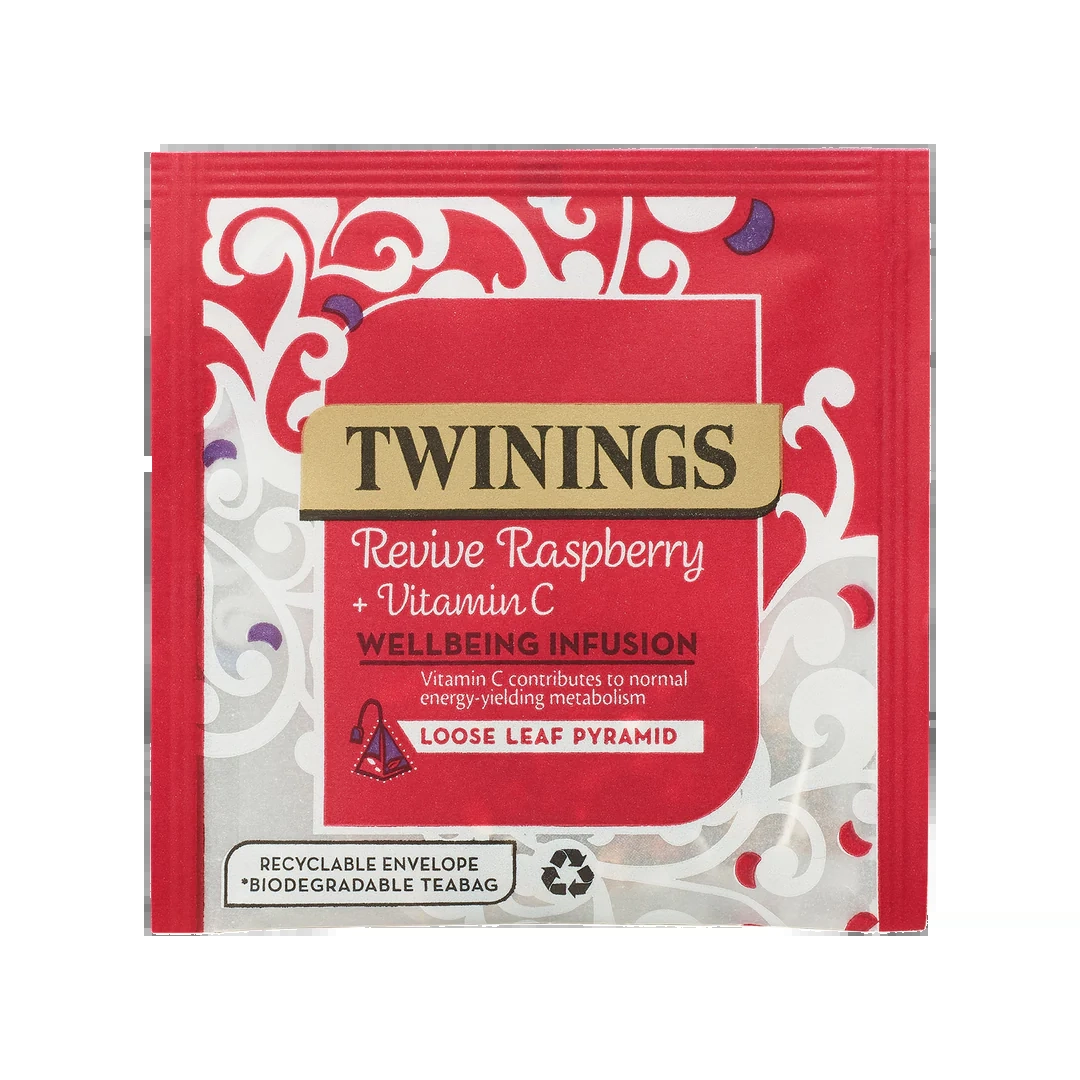 TWININGS
Revive Raspberry
+ Vitamin C
WELLBEING INFUSION
Vitamin C contributes to normal
energy-yielding metabolism
LOOSE LEAF PYRAMID
RECYCLABLE ENVELOPE
*BIODEGRADABLE TEABAG